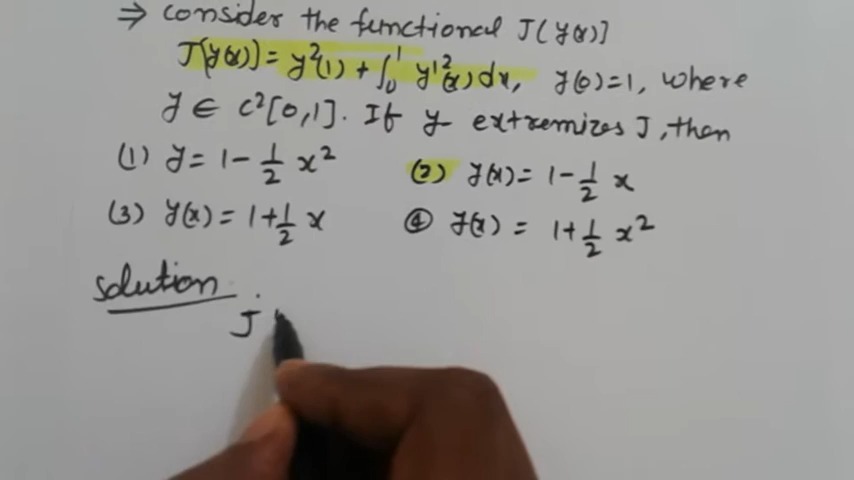 ⇒ consider the functional J[y(x)]
J[y(x)] = y²(1) + ∫₀¹ y'²(x) dx, y(0)=1, where
y ∈ C²[0,1]. If y extremizes J, then
(1) y = 1 - 1/2 x² (2) y(x) = 1 - 1/2 x
(3) y(x) = 1 + 1/2 x ④ y(x) = 1 + 1/2 x²
Solution
J